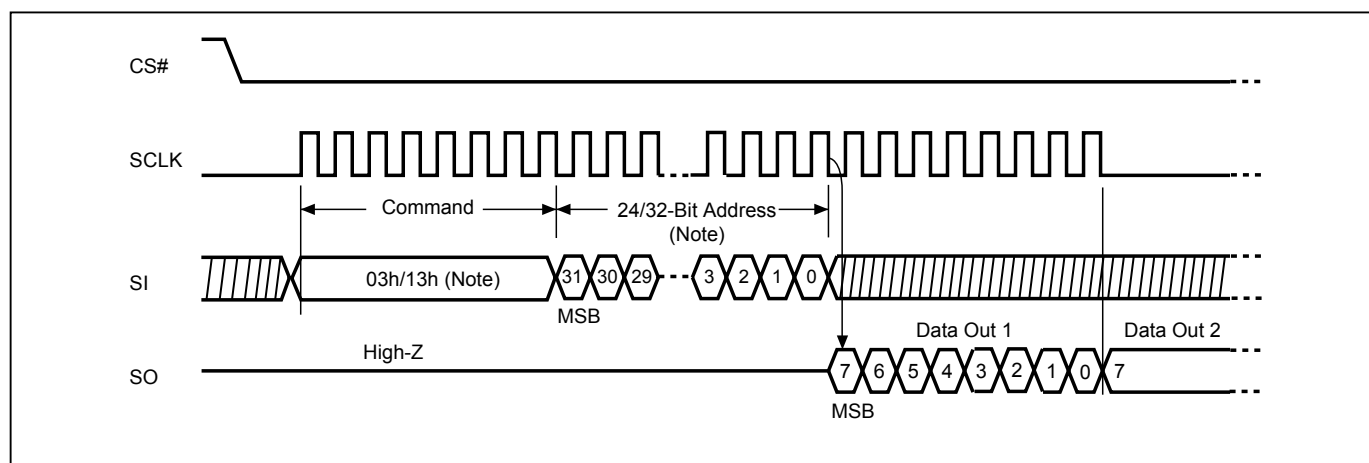 CS#
SCLK
Command
24/32-Bit Address
(Note)
SI
03h/13h (Note)
31 30 29 3 2 1 0
MSB
Data Out 1
Data Out 2
High-Z
SO
7 6 5 4 3 2 1 0 7
MSB